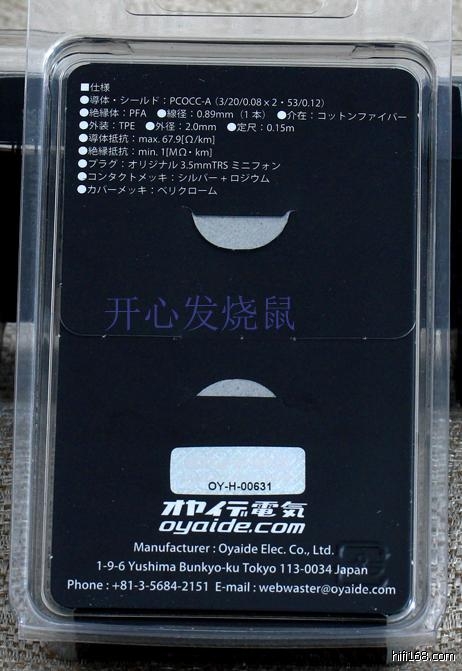 ■仕様
●導体・シールド：PCOCC-A（3/20/0.08 x 2・53/0.12）
●絶縁体：PFA ●線径：0.89mm（1 本）●介在：コットンファイバー
●外装：TPE ●外径：2.0mm ●定尺：0.15m
●導体抵抗：max. 67.9[Ω/km]
●絶縁抵抗：min. 1[MΩ・km]
●プラグ：オリジナル 3.5mmTRS ミニフォン
●コンタクトメッキ：シルバー + ロジウム
●カバーメッキ：ベリクローム
开心发烧鼠
OY-H-00631
オヤイデ電気
oyaide.com
Manufacturer : Oyaide Elec. Co., Ltd.
1-9-6 Yushima Bunkyo-ku Tokyo 113-0034 Japan
Phone : +81-3-5684-2151 E-mail : webwaster@oyaide.com
hifi168.com